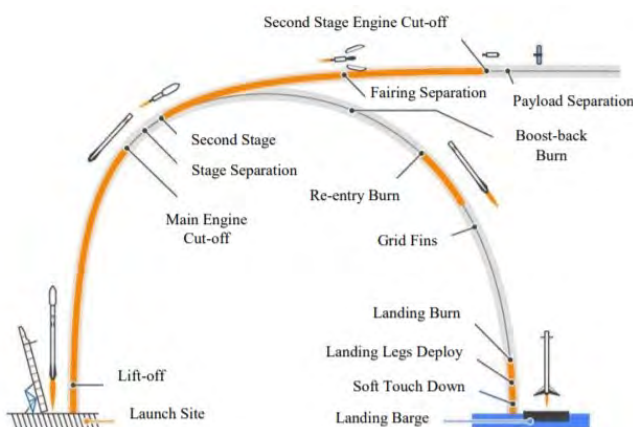 Second Stage Engine Cut-off
Fairing Separation
Payload Separation
Boost-back
Burn
Second Stage
Stage Separation
Main Engine
Cut-off
Re-entry Burn
Grid Fins
Landing Burn
Landing Legs Deploy
Soft Touch Down
Landing Barge
Lift-off
Launch Site